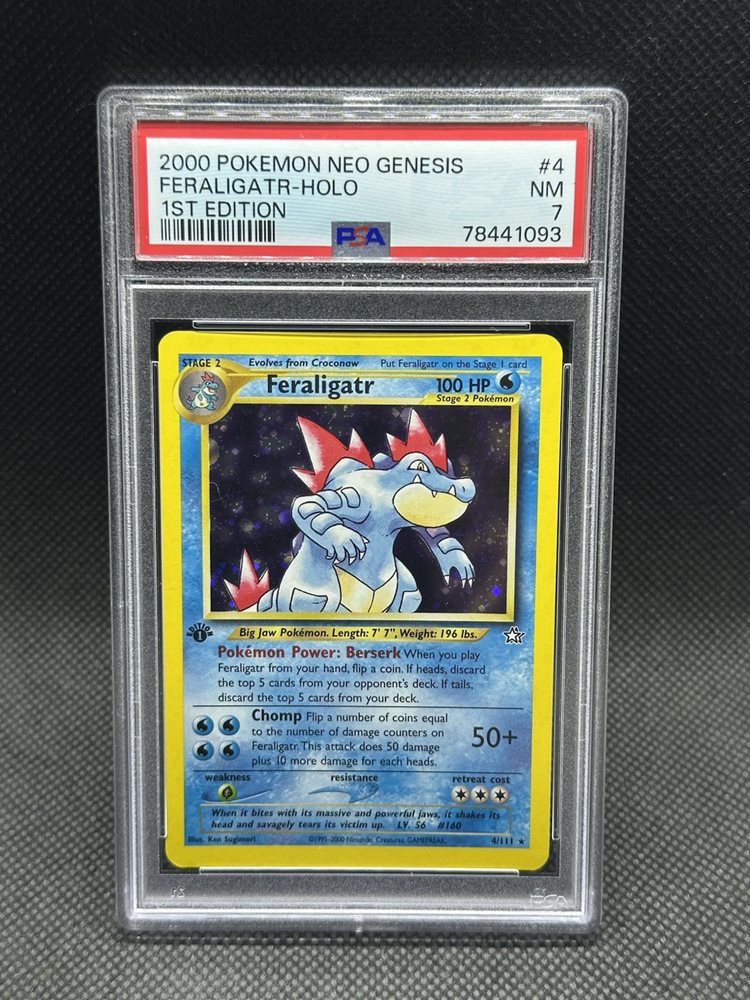 2000 POKEMON NEO GENESIS #4
FERALIGATR-HOLO NM
1ST EDITION 7
PSA 78441093
STAGE 2 Evolves from Croconaw Put Feraligatr on the Stage 1 card
Feraligatr 100 HP
Stage 2 Pokémon
EDITION 1
Big Jaw Pokémon. Length: 7' 7", Weight: 196 lbs.
Pokémon Power: Berserk When you play
Feraligatr from your hand, flip a coin. If heads, discard
the top 5 cards from your opponent's deck. If tails,
discard the top 5 cards from your deck.
Chomp Flip a number of coins equal
to the number of damage counters on
Feraligatr. This attack does 50 damage
plus 10 more damage for each heads.
50+
weakness resistance retreat cost
When it bites with its massive and powerful jaws, it shakes its
head and savagely tears its victim up. LV. 56 #160
Illus. Ken Sugimori ©1995-2000 Nintendo, Creatures, GAMEFREAK. 4/111 ★